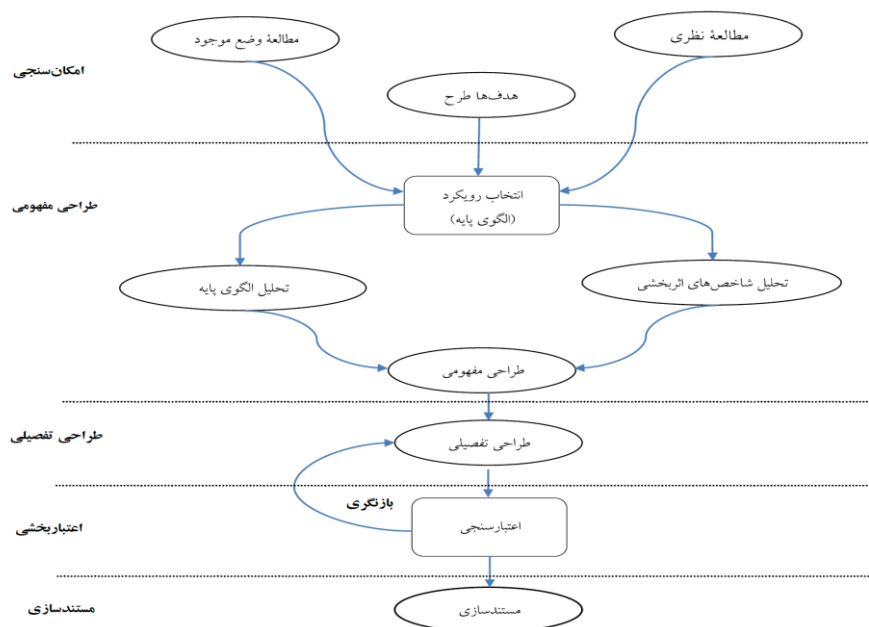 مطالعهٔ نظری
مطالعهٔ وضع موجود
امکان‌سنجی
هدف‌ها طرح
انتخاب رویکرد
(الگوی پایه)
طراحی مفهومی
تحلیل شاخص‌های اثربخشی
تحلیل الگوی پایه
طراحی مفهومی
طراحی تفصیلی
طراحی تفصیلی
بازنگری
اعتبارسنجی
اعتباربخشی
مستندسازی
مستندسازی